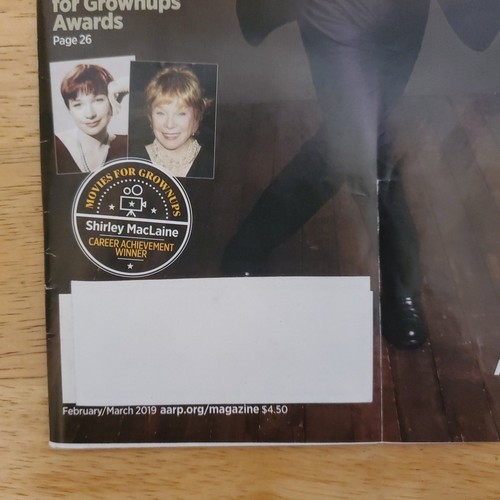 for Grownups
Awards
Page 26
MOVIES FOR GROWNUPS
Shirley MacLaine
CAREER ACHIEVEMENT
WINNER
February/March 2019 aarp.org/magazine $4.50